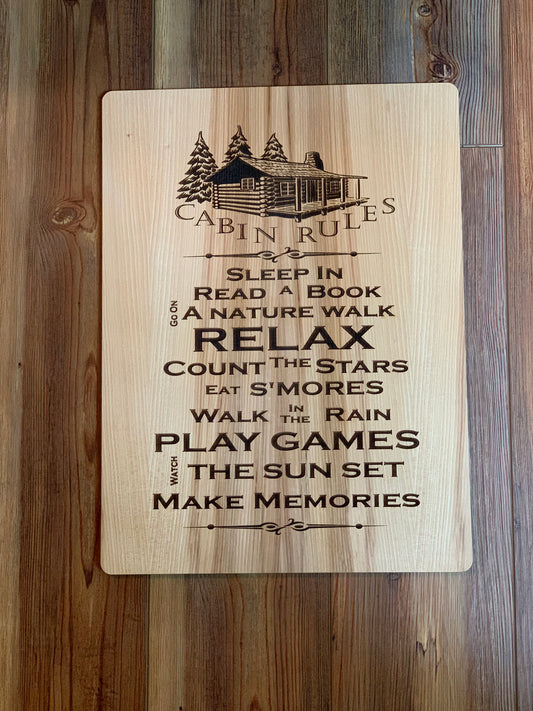 CABIN RULES
SLEEP IN
READ A BOOK
GO ON A NATURE WALK
RELAX
COUNT THE STARS
EAT S'MORES
WALK IN THE RAIN
PLAY GAMES
WATCH THE SUN SET
MAKE MEMORIES